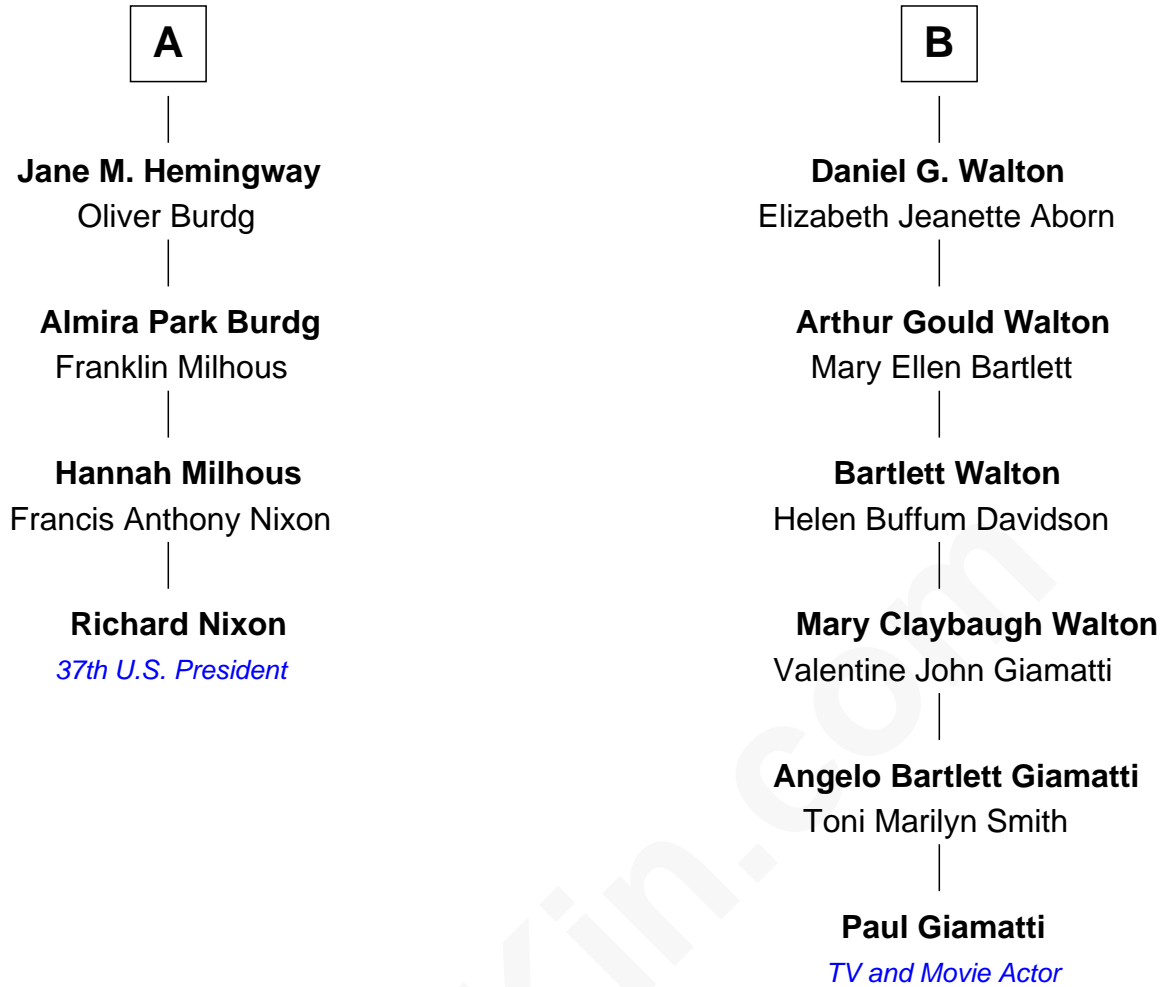 A
Jane M. Hemingway
Oliver Burdg
Almira Park Burdg
Franklin Milhous
Hannah Milhous
Francis Anthony Nixon
Richard Nixon
37th U.S. President
B
Daniel G. Walton
Elizabeth Jeanette Aborn
Arthur Gould Walton
Mary Ellen Bartlett
Bartlett Walton
Helen Buffum Davidson
Mary Claybaugh Walton
Valentine John Giamatti
Angelo Bartlett Giamatti
Toni Marilyn Smith
Paul Giamatti
TV and Movie Actor
Kin.com